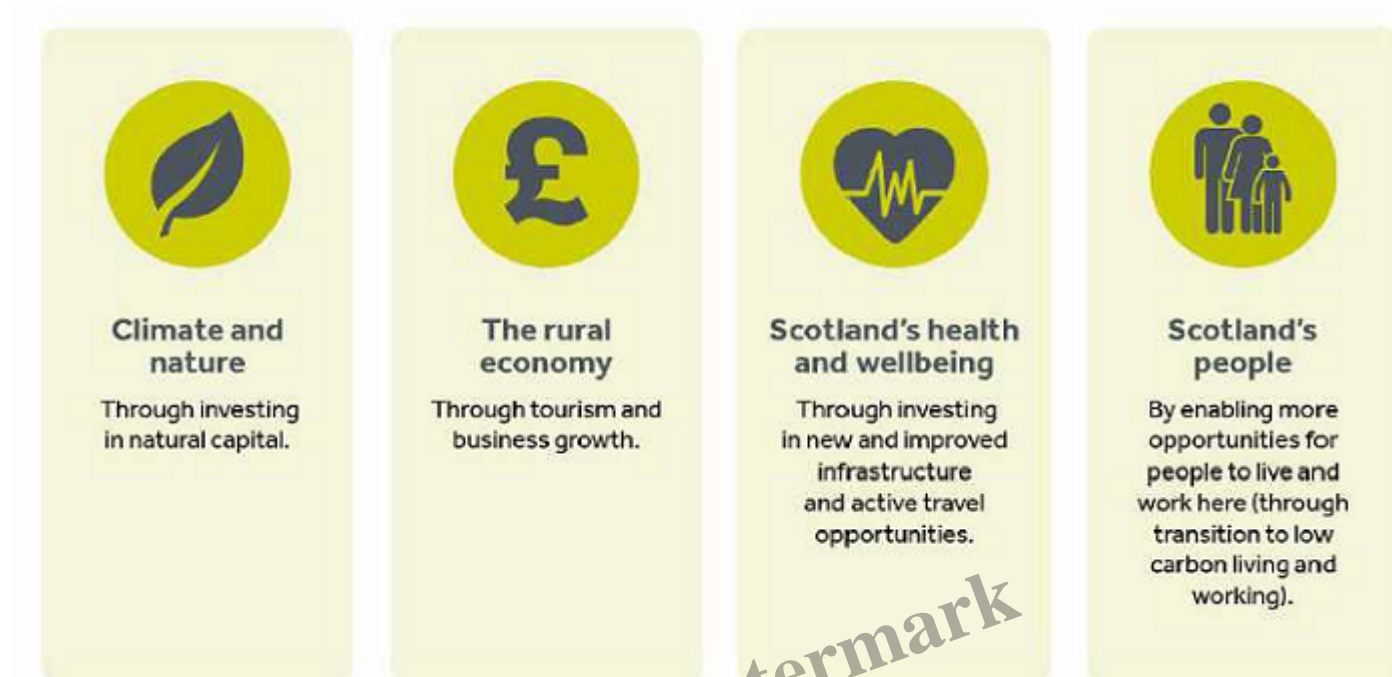 Climate and
nature
Through investing
in natural capital.
The rural
economy
Through tourism and
business growth.
Scotland's health
and wellbeing
Through investing
in new and improved
infrastructure
and active travel
opportunities.
Scotland's
people
By enabling more
opportunities for
people to live and
work here (through
transition to low
carbon living and
working).